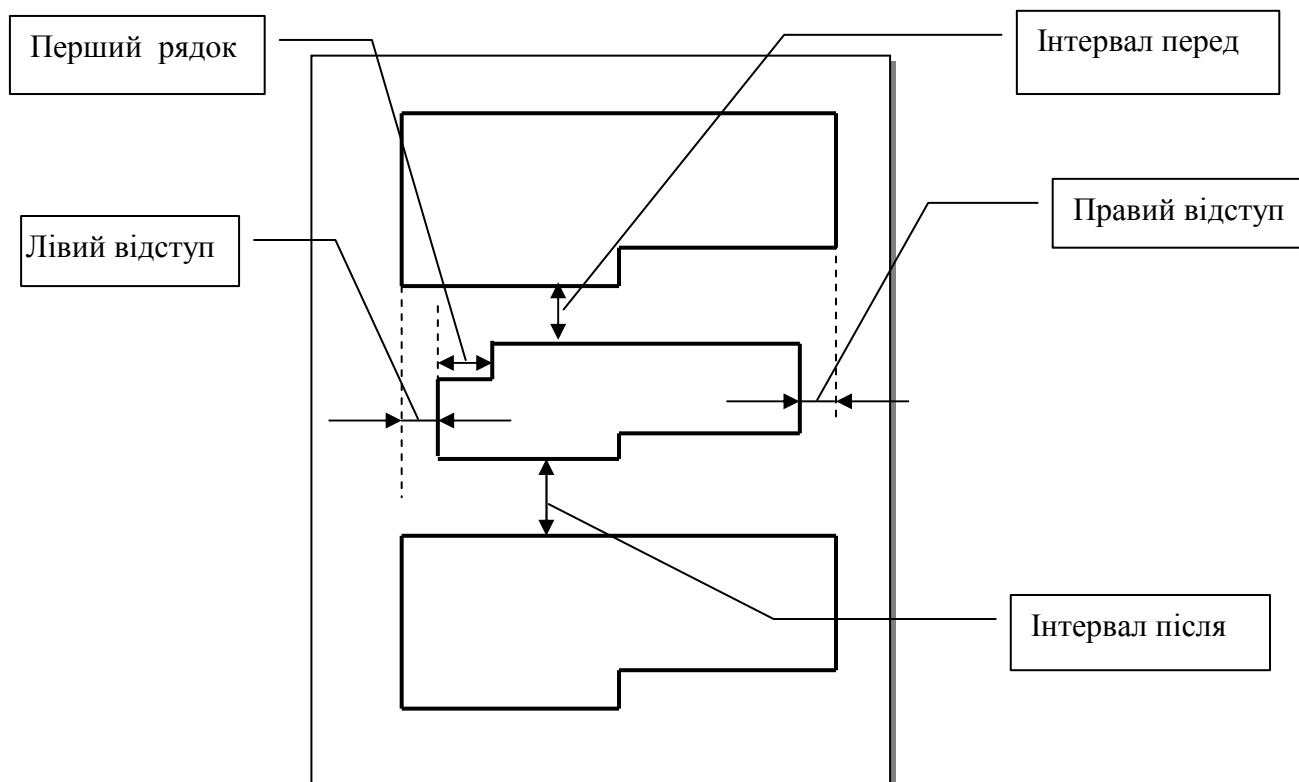 Перший рядок
Інтервал перед
Правий відступ
Лівий відступ
Інтервал після